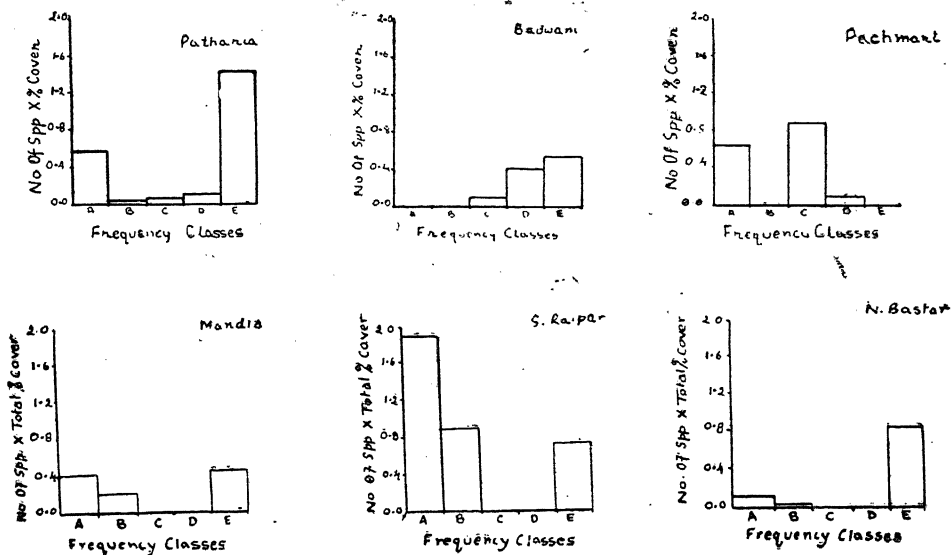 Patharia
No Of Spp X % Cover
2.0
1.6
1.2
0.8
0.4
0.0
A B C D E
Frequency Classes
Badwani
No Of Spp X % Cover
2.0
1.6
1.2
0.8
0.4
0.0
A B C D E
Frequency Classes
Pachmari
No Of Spp X % Cover
2.0
1.6
1.2
0.8
0.4
0.0
A B C D E
Frequency Classes
Mandla
No. Of Spp X Total % Cover
2.0
1.6
1.2
0.8
0.4
0.0
A B C D E
Frequency Classes
S. Raipar
No Of Spp X Total % Cover
2.0
1.6
1.2
0.8
0.4
0.0
A B C D E
Frequency Classes
N. Bastar
No. Of Spp X Total % Cover
2.0
1.6
1.2
0.8
0.4
0.0
A B C D E
Frequency Classes